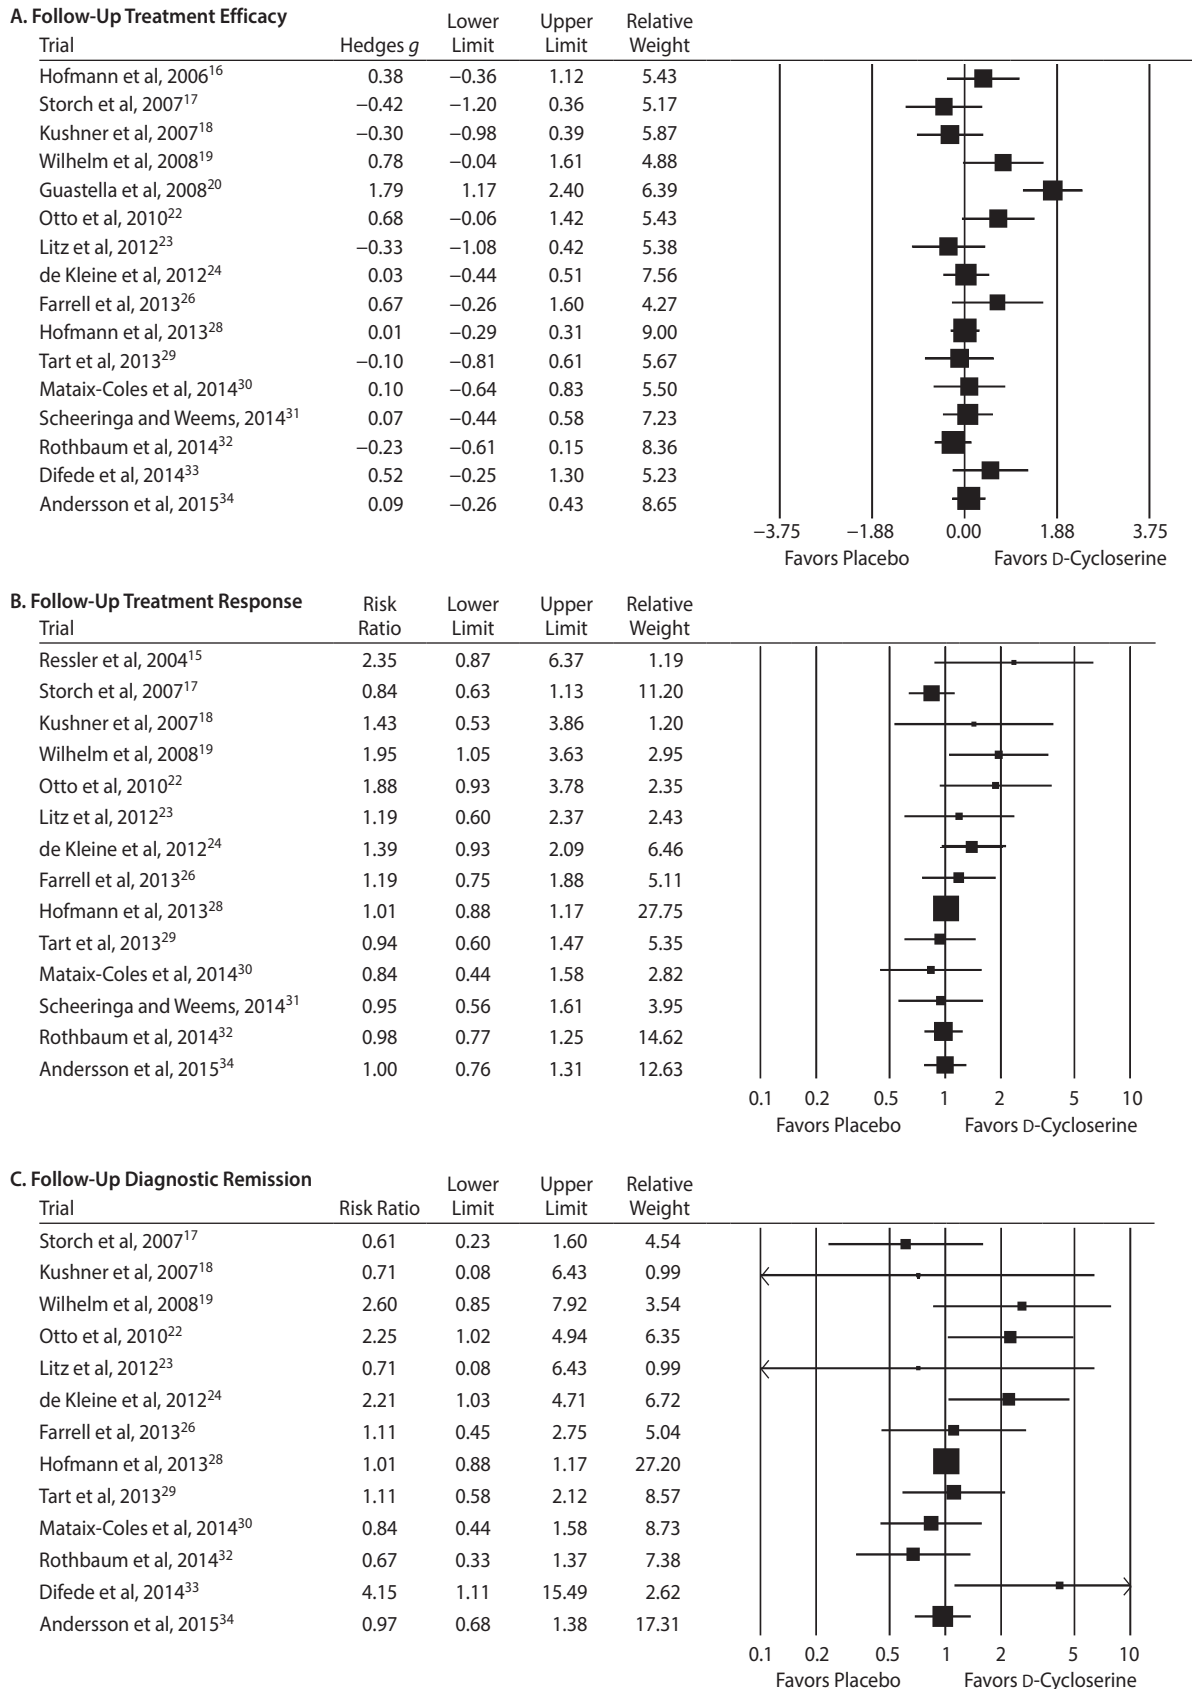 A. Follow-Up Treatment Efficacy Lower Upper Relative
Trial Hedges g Limit Limit Weight
Hofmann et al, 2006¹⁶ 0.38 −0.36 1.12 5.43
Storch et al, 2007¹⁷ −0.42 −1.20 0.36 5.17
Kushner et al, 2007¹⁸ −0.30 −0.98 0.39 5.87
Wilhelm et al, 2008¹⁹ 0.78 −0.04 1.61 4.88
Guastella et al, 2008²⁰ 1.79 1.17 2.40 6.39
Otto et al, 2010²² 0.68 −0.06 1.42 5.43
Litz et al, 2012²³ −0.33 −1.08 0.42 5.38
de Kleine et al, 2012²⁴ 0.03 −0.44 0.51 7.56
Farrell et al, 2013²⁶ 0.67 −0.26 1.60 4.27
Hofmann et al, 2013²⁸ 0.01 −0.29 0.31 9.00
Tart et al, 2013²⁹ −0.10 −0.81 0.61 5.67
Mataix-Coles et al, 2014³⁰ 0.10 −0.64 0.83 5.50
Scheeringa and Weems, 2014³¹ 0.07 −0.44 0.58 7.23
Rothbaum et al, 2014³² −0.23 −0.61 0.15 8.36
Difede et al, 2014³³ 0.52 −0.25 1.30 5.23
Andersson et al, 2015³⁴ 0.09 −0.26 0.43 8.65
−3.75 −1.88 0.00 1.88 3.75
Favors Placebo Favors D-Cycloserine
B. Follow-Up Treatment Response Risk Lower Upper Relative
Trial Ratio Limit Limit Weight
Ressler et al, 2004¹⁵ 2.35 0.87 6.37 1.19
Storch et al, 2007¹⁷ 0.84 0.63 1.13 11.20
Kushner et al, 2007¹⁸ 1.43 0.53 3.86 1.20
Wilhelm et al, 2008¹⁹ 1.95 1.05 3.63 2.95
Otto et al, 2010²² 1.88 0.93 3.78 2.35
Litz et al, 2012²³ 1.19 0.60 2.37 2.43
de Kleine et al, 2012²⁴ 1.39 0.93 2.09 6.46
Farrell et al, 2013²⁶ 1.19 0.75 1.88 5.11
Hofmann et al, 2013²⁸ 1.01 0.88 1.17 27.75
Tart et al, 2013²⁹ 0.94 0.60 1.47 5.35
Mataix-Coles et al, 2014³⁰ 0.84 0.44 1.58 2.82
Scheeringa and Weems, 2014³¹ 0.95 0.56 1.61 3.95
Rothbaum et al, 2014³² 0.98 0.77 1.25 14.62
Andersson et al, 2015³⁴ 1.00 0.76 1.31 12.63
0.1 0.2 0.5 1 2 5 10
Favors Placebo Favors D-Cycloserine
C. Follow-Up Diagnostic Remission Lower Upper Relative
Trial Risk Ratio Limit Limit Weight
Storch et al, 2007¹⁷ 0.61 0.23 1.60 4.54
Kushner et al, 2007¹⁸ 0.71 0.08 6.43 0.99
Wilhelm et al, 2008¹⁹ 2.60 0.85 7.92 3.54
Otto et al, 2010²² 2.25 1.02 4.94 6.35
Litz et al, 2012²³ 0.71 0.08 6.43 0.99
de Kleine et al, 2012²⁴ 2.21 1.03 4.71 6.72
Farrell et al, 2013²⁶ 1.11 0.45 2.75 5.04
Hofmann et al, 2013²⁸ 1.01 0.88 1.17 27.20
Tart et al, 2013²⁹ 1.11 0.58 2.12 8.57
Mataix-Coles et al, 2014³⁰ 0.84 0.44 1.58 8.73
Rothbaum et al, 2014³² 0.67 0.33 1.37 7.38
Difede et al, 2014³³ 4.15 1.11 15.49 2.62
Andersson et al, 2015³⁴ 0.97 0.68 1.38 17.31
0.1 0.2 0.5 1 2 5 10
Favors Placebo Favors D-Cycloserine